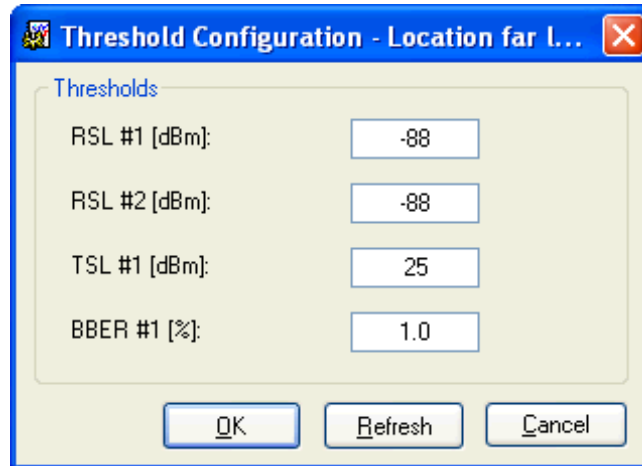 Threshold Configuration - Location far l...
Thresholds
RSL #1 [dBm]: -88
RSL #2 [dBm]: -88
TSL #1 [dBm]: 25
BBER #1 [%]: 1.0
OK Refresh Cancel